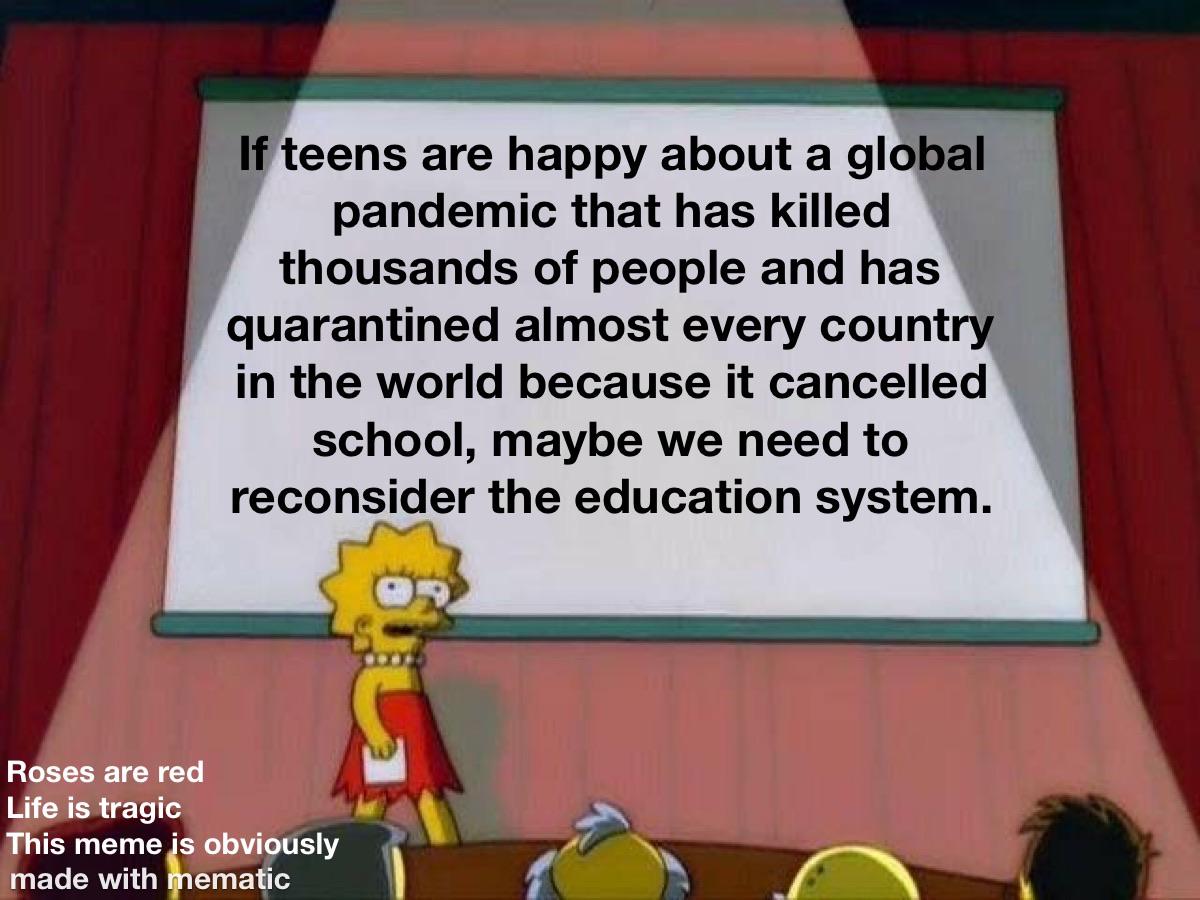 If teens are happy about a global
pandemic that has killed
thousands of people and has
quarantined almost every country
in the world because it cancelled
school, maybe we need to
reconsider the education system.
Roses are red
Life is tragic
This meme is obviously
made with mematic